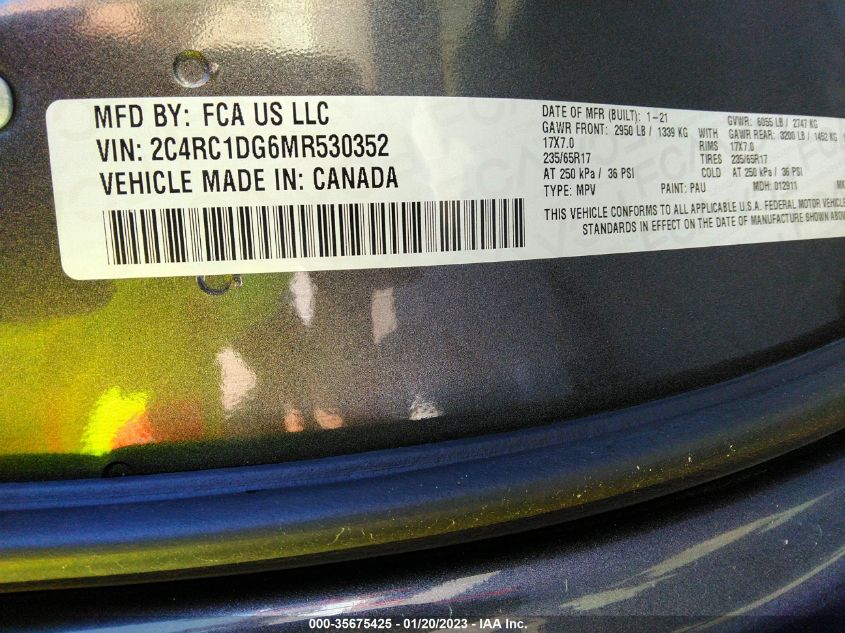 MFD BY: FCA US LLC
VIN: 2C4RC1DG6MR530352
VEHICLE MADE IN: CANADA
DATE OF MFR (BUILT): 1-21 GVWR: 6055 LB / 2747 KG
GAWR FRONT: 2950 LB / 1339 KG WITH GAWR REAR: 3200 LB / 1452 KG
17X7.0 RIMS 17X7.0
235/65R17 TIRES 235/65R17
AT 250 kPa / 36 PSI COLD AT 250 kPa / 36 PSI
TYPE: MPV PAINT: PAU MDH: 012911
THIS VEHICLE CONFORMS TO ALL APPLICABLE U.S.A. FEDERAL MOTOR VEHICLE
STANDARDS IN EFFECT ON THE DATE OF MANUFACTURE SHOWN
000-35675425 - 01/20/2023 - IAA Inc.